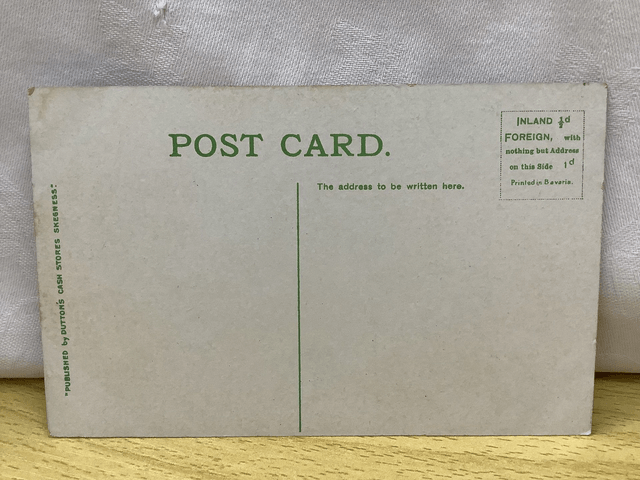 POST CARD.
"PUBLISHED by DUTTON'S CASH STORES SKEGNESS."
The address to be written here.
INLAND ½d
FOREIGN, with
nothing but Address
on this Side 1d
Printed in Bavaria.